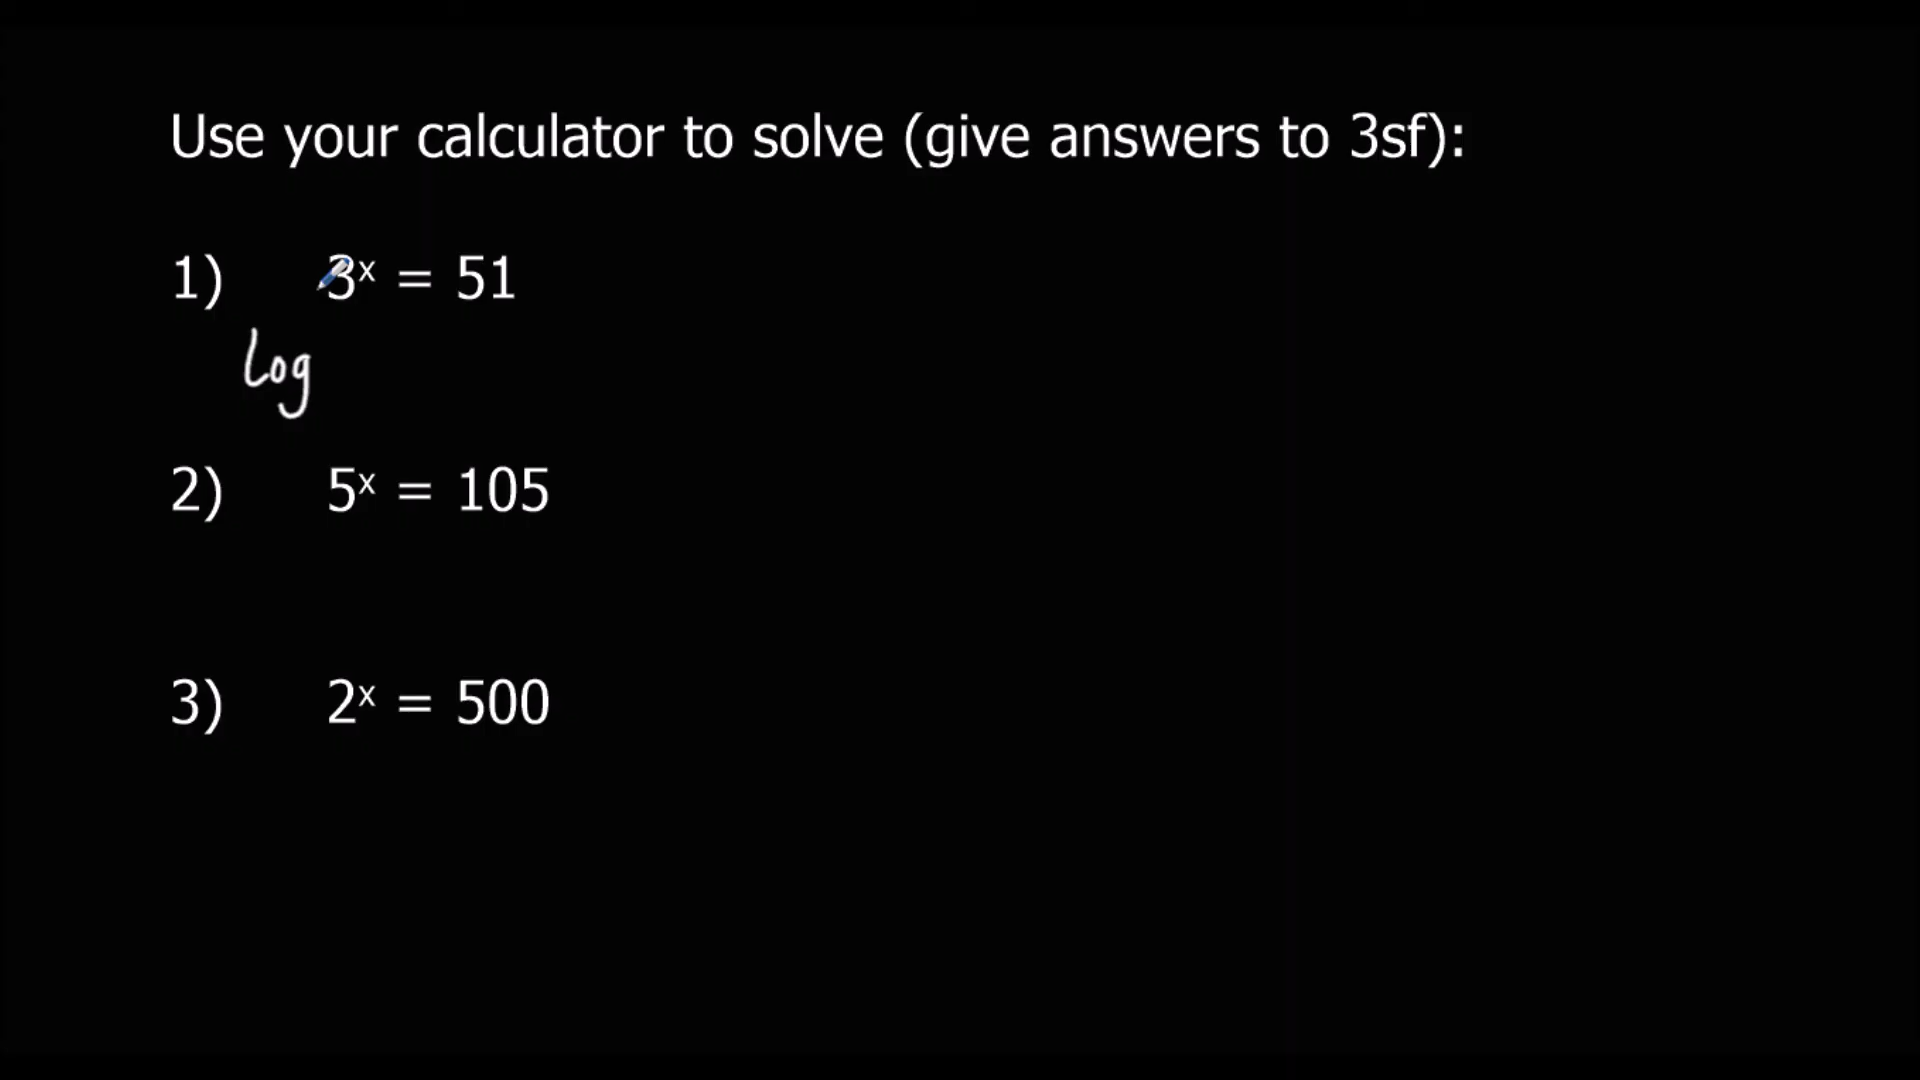 Use your calculator to solve (give answers to 3sf):
1) 3ˣ = 51
Log
2) 5ˣ = 105
3) 2ˣ = 500